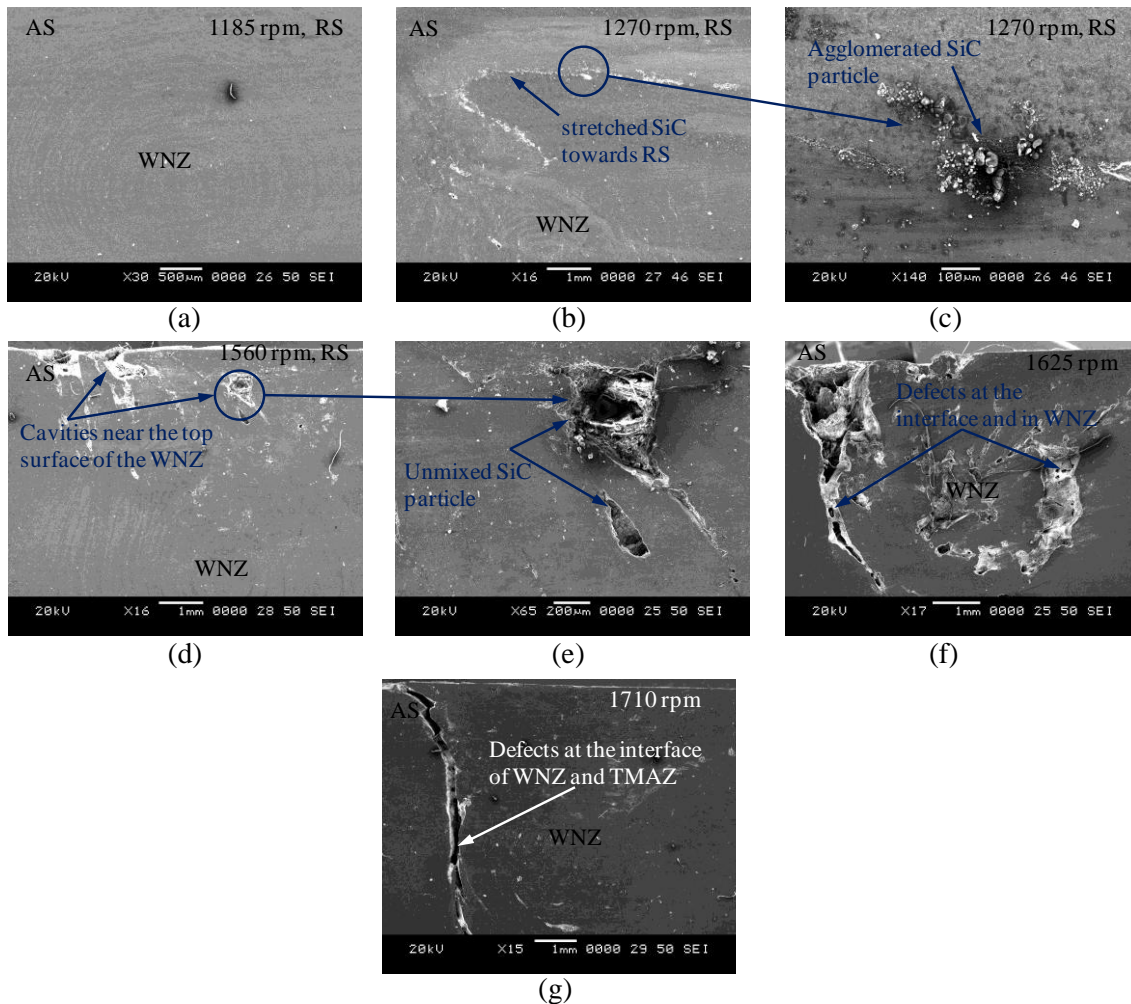 AS
1185 rpm, RS
WNZ
20kV X30 500µm 0000 26 50 SEI
(a)
AS
1270 rpm, RS
stretched SiC
towards RS
WNZ
20kV X16 1mm 0000 27 46 SEI
(b)
1270 rpm, RS
Agglomerated SiC
particle
20kV X140 100µm 0000 26 46 SEI
(c)
1560 rpm, RS
AS
Cavities near the top
surface of the WNZ
WNZ
20kV X16 1mm 0000 28 50 SEI
(d)
Unmixed SiC
particle
20kV X65 200µm 0000 25 50 SEI
(e)
AS
1625 rpm
Defects at the
interface and in WNZ
WNZ
20kV X17 1mm 0000 25 50 SEI
(f)
1710 rpm
AS
Defects at the interface
of WNZ and TMAZ
WNZ
20kV X15 1mm 0000 29 50 SEI
(g)